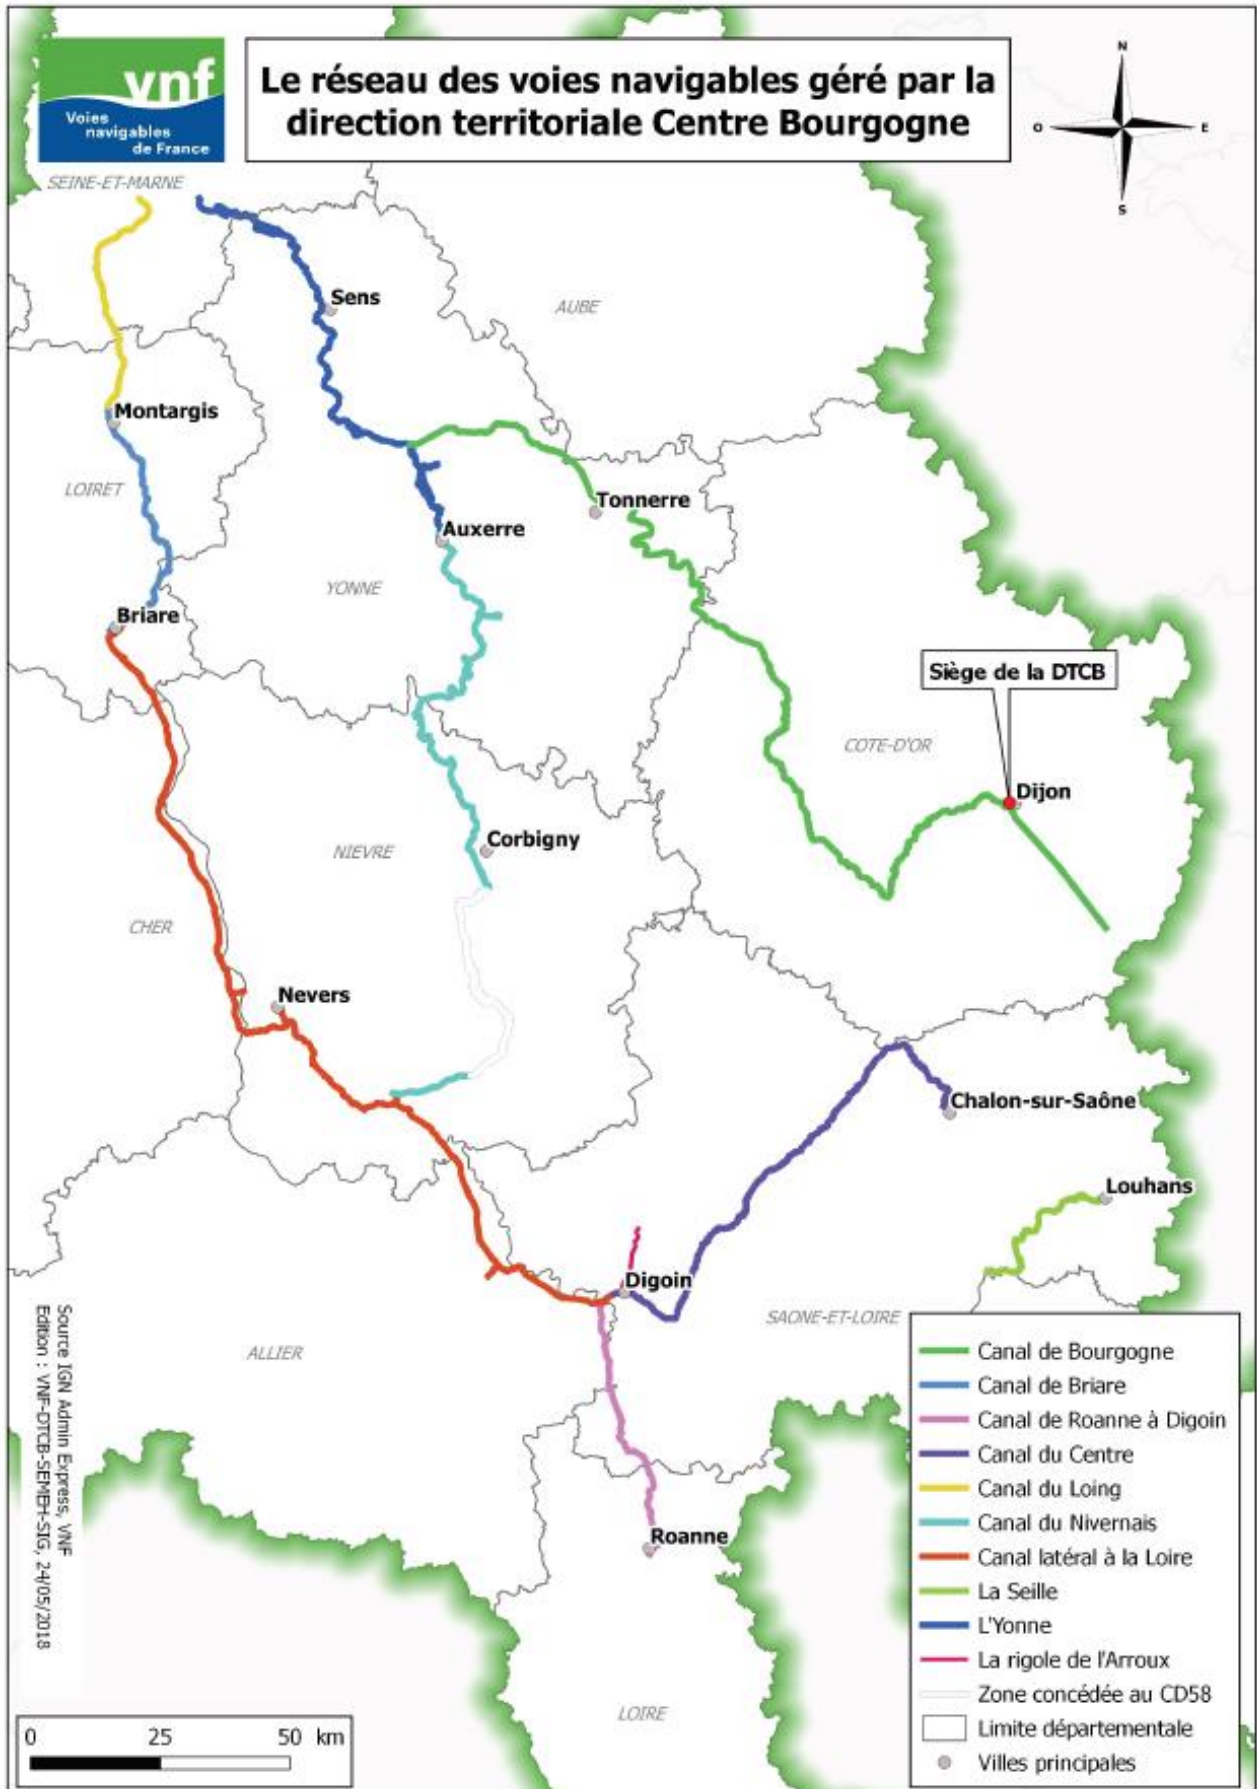 vnf
Voies
navigables
de France
Le réseau des voies navigables géré par la
direction territoriale Centre Bourgogne
N
O
E
S
SEINE-ET-MARNE
Sens
AUBE
Montargis
LOIRET
Tonnerre
Auxerre
YONNE
Briare
Siège de la DTCB
COTE-D'OR
Dijon
Corbigny
NIEVRE
CHER
Nevers
Chalon-sur-Saône
Louhans
Digoin
SAONE-ET-LOIRE
ALLIER
Roanne
LOIRE
Source IGN Admin Express, VNF
Edition : VNF-DTCB-SEMEH-SIG, 24/05/2018
Canal de Bourgogne
Canal de Briare
Canal de Roanne à Digoin
Canal du Centre
Canal du Loing
Canal du Nivernais
Canal latéral à la Loire
La Seille
L'Yonne
La rigole de l'Arroux
Zone concédée au CD58
Limite départementale
Villes principales
0 25 50 km